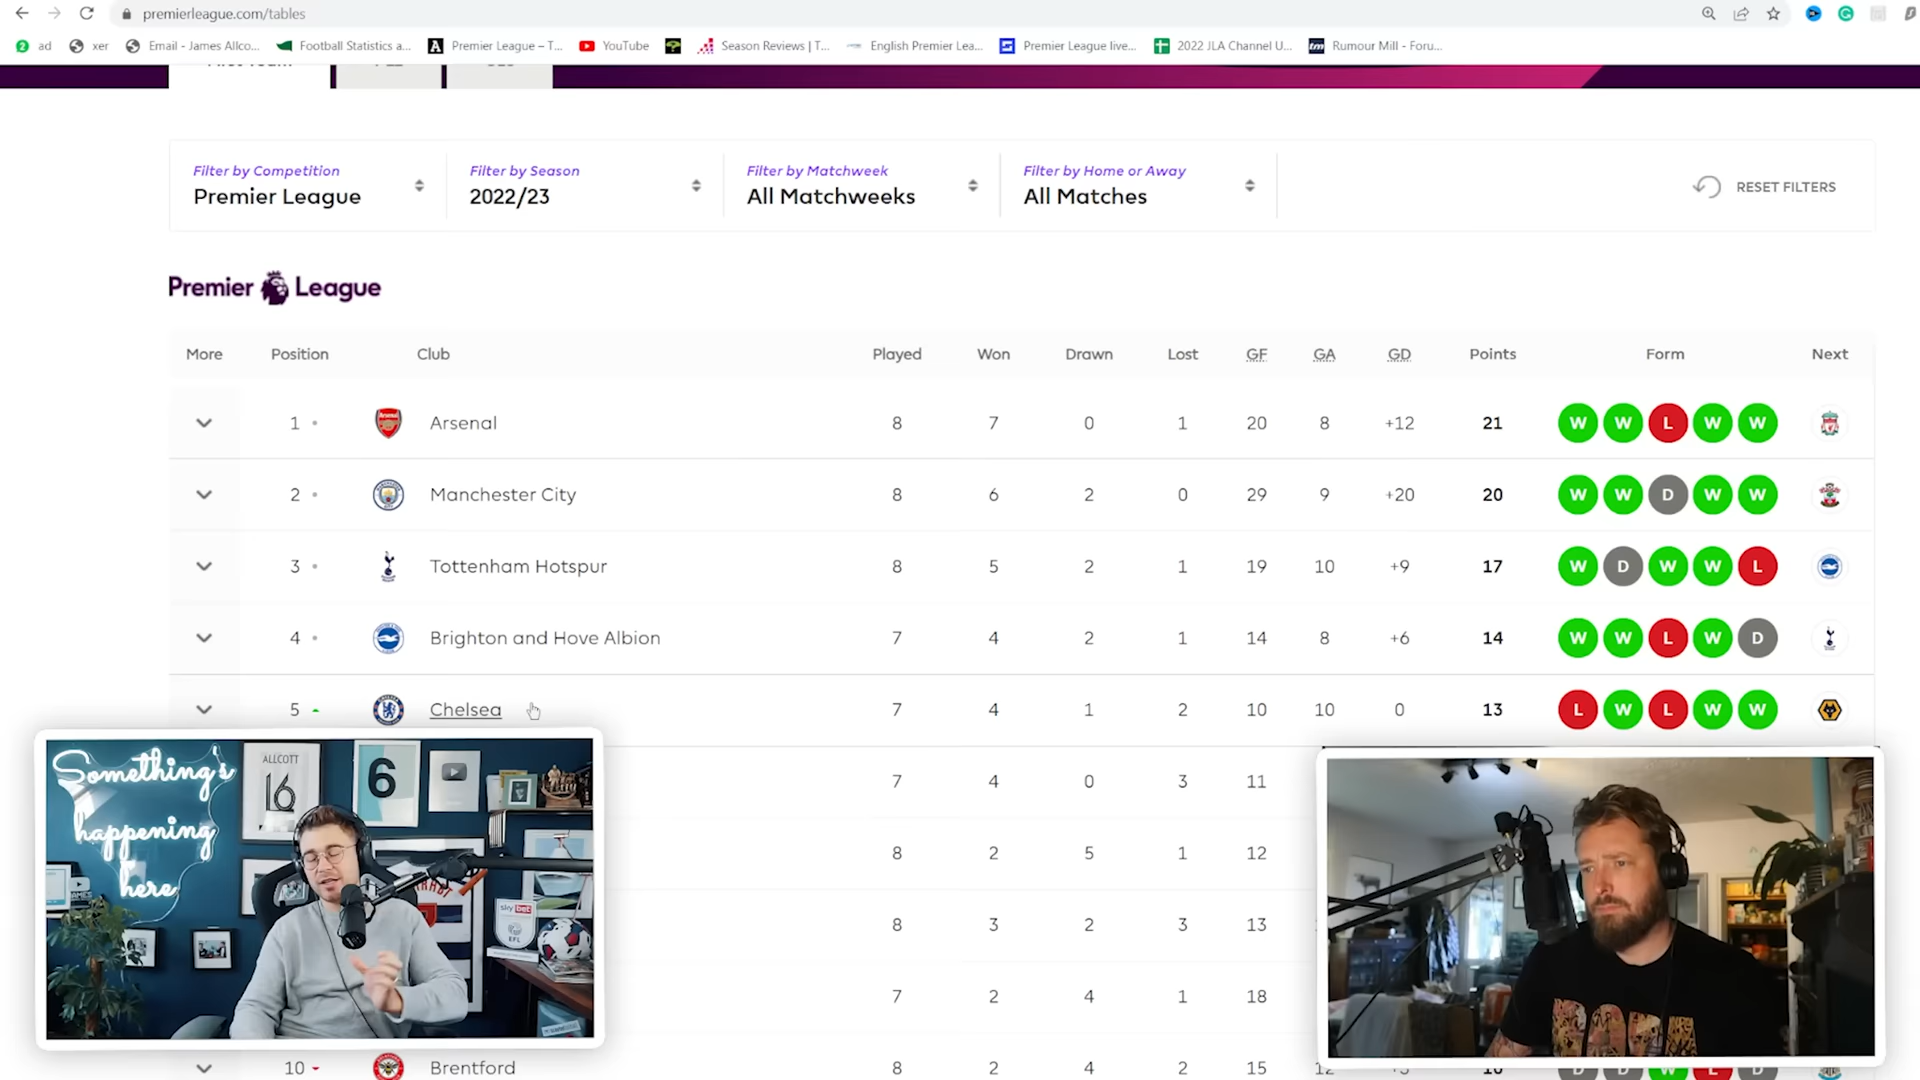 premierleague.com/tables
ad
xer
Email - James Allco...
Football Statistics a...
Premier League – T...
YouTube
Season Reviews | T...
English Premier Lea...
Premier League live...
2022 JLA Channel U...
Rumour Mill - Foru...
Filter by Competition
Premier League
Filter by Season
2022/23
Filter by Matchweek
All Matchweeks
Filter by Home or Away
All Matches
RESET FILTERS
Premier League
More Position Club Played Won Drawn Lost GF GA GD Points Form Next
1 Arsenal 8 7 0 1 20 8 +12 21 W W L W W
2 Manchester City 8 6 2 0 29 9 +20 20 W W D W W
3 Tottenham Hotspur 8 5 2 1 19 10 +9 17 W D W W L
4 Brighton and Hove Albion 7 4 2 1 14 8 +6 14 W W L W D
5 Chelsea 7 4 1 2 10 10 0 13 L W L W W
7 4 0 3 11
8 2 5 1 12
8 3 2 3 13
7 2 4 1 18
10 Brentford 8 2 4 2 15
Something's
happening
here
ALLCOTT
16
6
sky bet
EFL